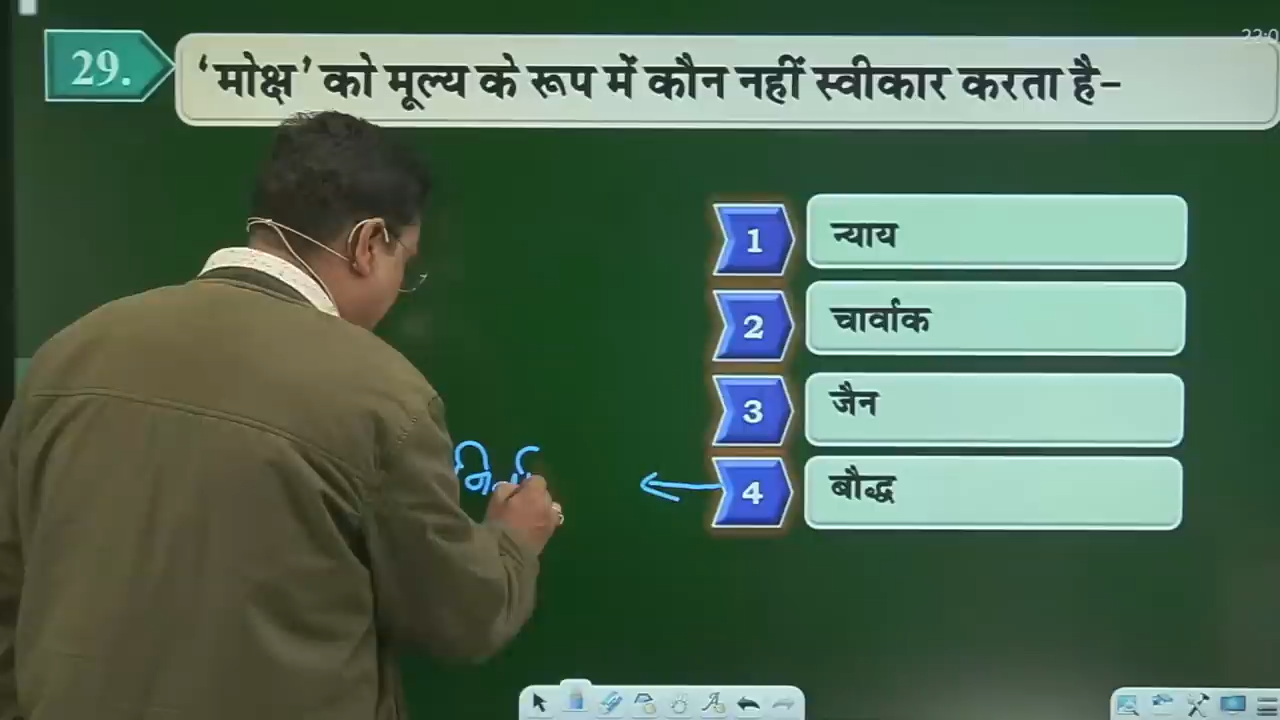 29.
'मोक्ष' को मूल्य के रूप में कौन नहीं स्वीकार करता है-
1 न्याय
2 चार्वाक
3 जैन
4 बौद्ध